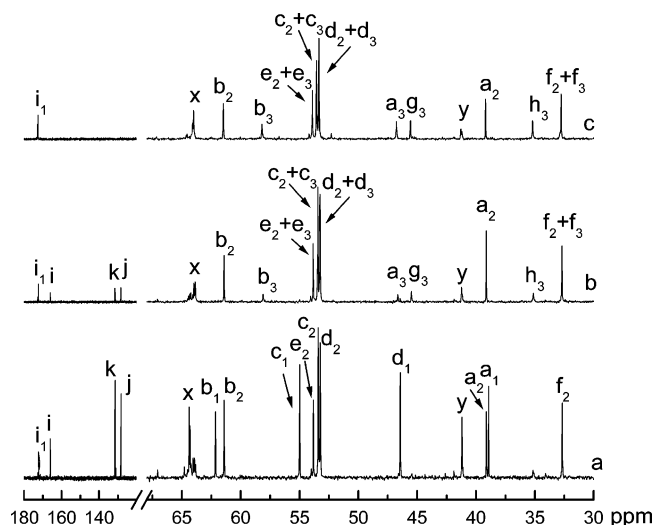 c₂+c₃ d₂+d₃
e₂+e₃
i₁ x b₂ b₃ a₃ g₃ y a₂ h₃ f₂+f₃
c
c₂+c₃ d₂+d₃
e₂+e₃
i₁ i k j x b₂ b₃ a₃ g₃ y a₂ h₃ f₂+f₃
b
k j i₁ i x b₁ b₂ c₁ e₂ c₂ d₂ d₁ y a₂ a₁ f₂
a
180 160 140 65 60 55 50 45 40 35 30 ppm